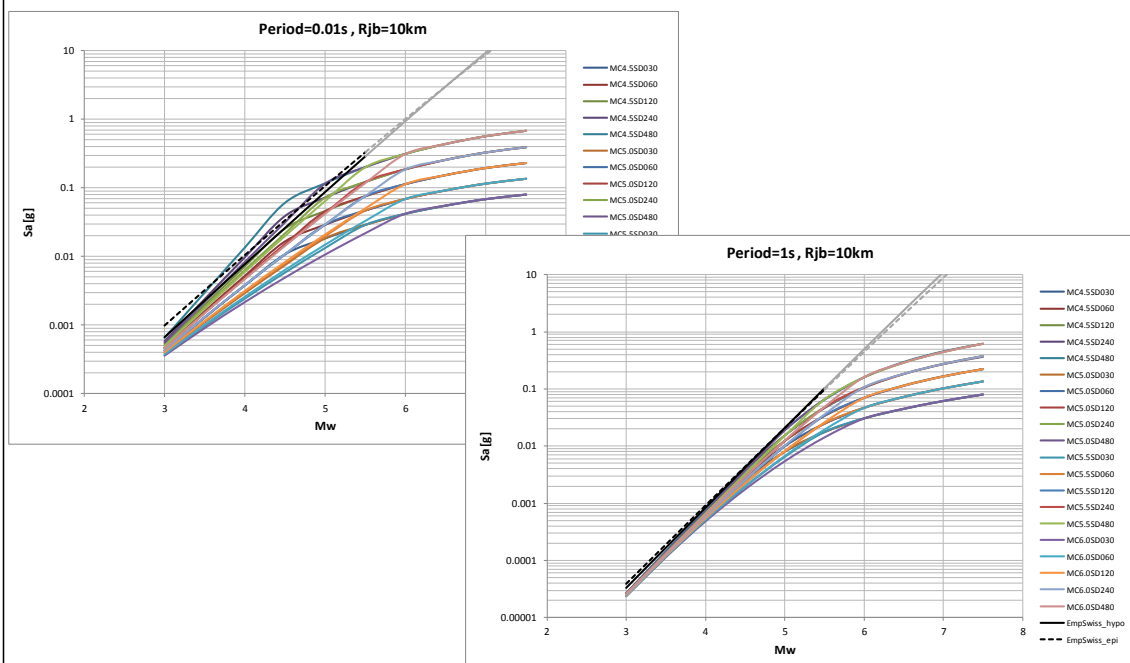 Period=0.01s , Rjb=10km
10
1
0.1
0.01
0.001
0.0001
Sa [g]
2
3
4
5
6
Mw
MC4.5SD030
MC4.5SD060
MC4.5SD120
MC4.5SD240
MC4.5SD480
MC5.0SD030
MC5.0SD060
MC5.0SD120
MC5.0SD240
MC5.0SD480
MC5.5SD030
Period=1s , Rjb=10km
10
1
0.1
0.01
0.001
0.0001
0.00001
Sa [g]
2
3
4
5
6
7
8
Mw
MC4.5SD030
MC4.5SD060
MC4.5SD120
MC4.5SD240
MC4.5SD480
MC5.0SD030
MC5.0SD060
MC5.0SD120
MC5.0SD240
MC5.0SD480
MC5.5SD030
MC5.5SD060
MC5.5SD120
MC5.5SD240
MC5.5SD480
MC6.0SD030
MC6.0SD060
MC6.0SD120
MC6.0SD240
MC6.0SD480
EmpSwiss_hypo
EmpSwiss_epi